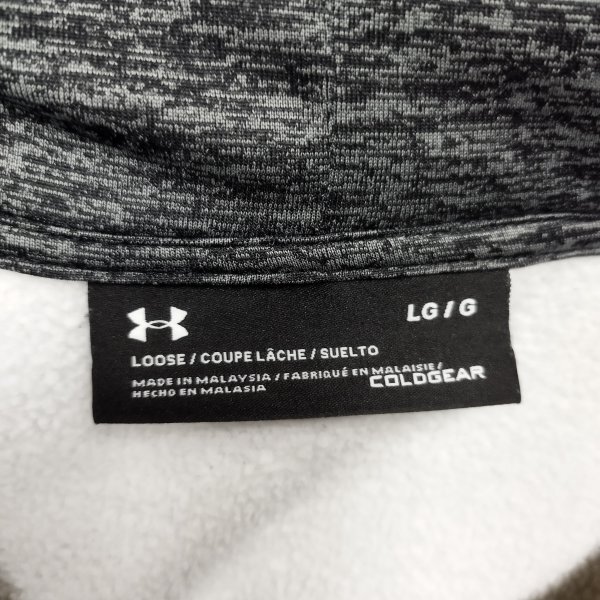 LG / G
LOOSE / COUPE LÂCHE / SUELTO
MADE IN MALAYSIA / FABRIQUÉ EN MALAISIE /
HECHO EN MALASIA
COLDGEAR